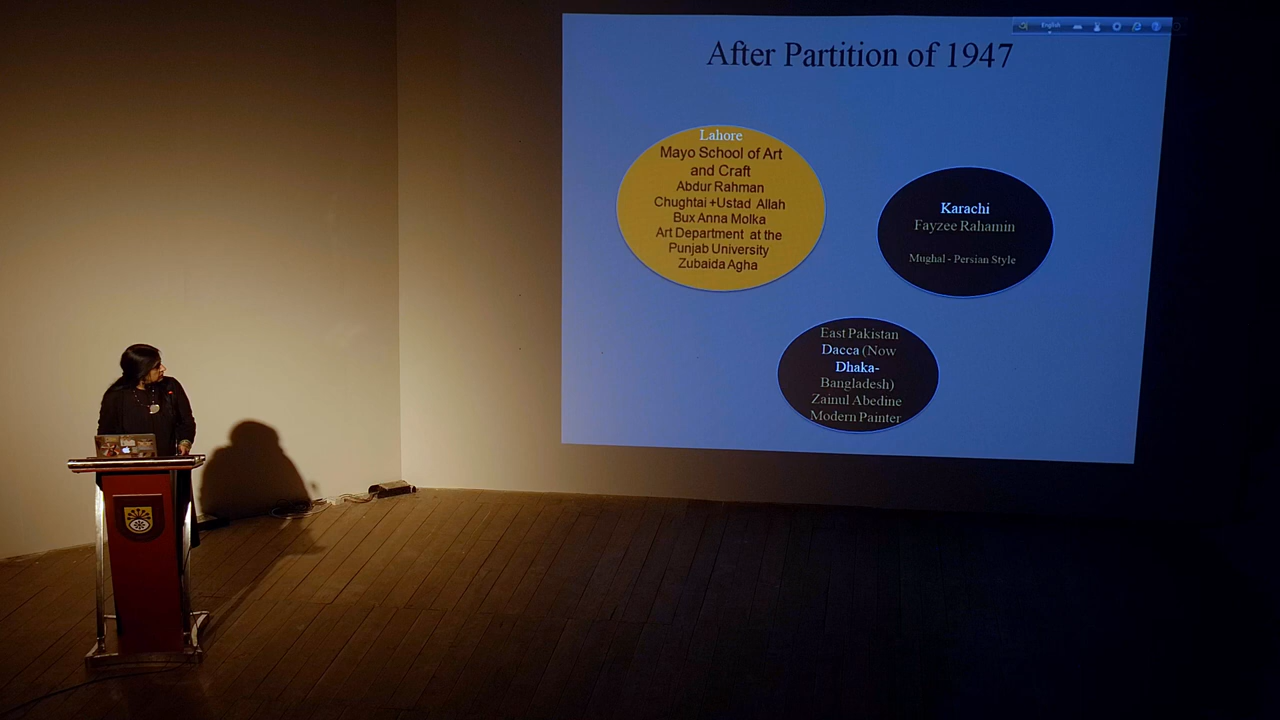 English
After Partition of 1947
Lahore
Mayo School of Art
and Craft
Abdur Rahman
Chughtai +Ustad Allah
Bux Anna Molka
Art Department at the
Punjab University
Zubaida Agha
Karachi
Fayzee Rahamin
Mughal - Persian Style
East Pakistan
Dacca (Now
Dhaka-
Bangladesh)
Zainul Abedine
Modern Painter